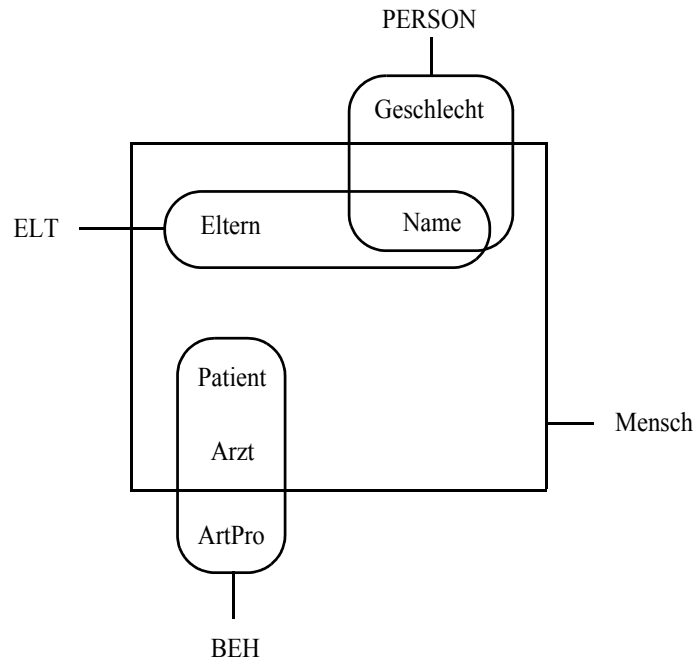 PERSON
Geschlecht
ELT
Eltern
Name
Patient
Mensch
Arzt
ArtPro
BEH